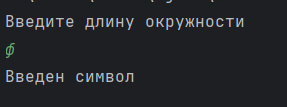 Введите длину окружности
ф
Введен символ